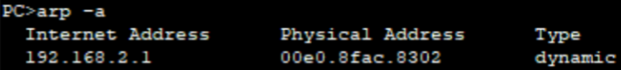 PC>arp -a
Internet Address Physical Address Type
192.168.2.1 00e0.8fac.8302 dynamic